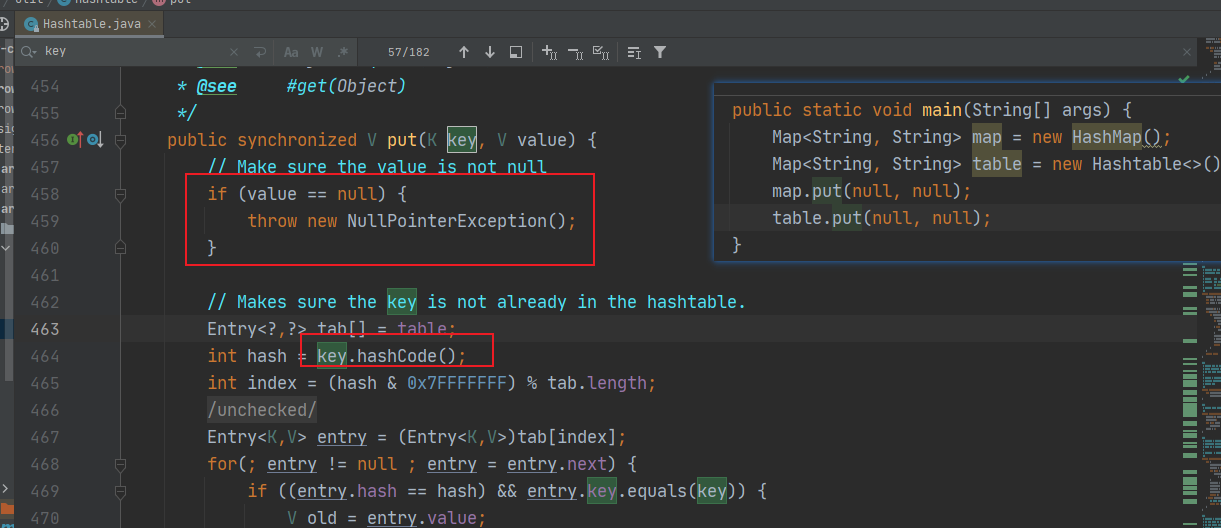 Hashtable
put
Hashtable.java
key
Aa W .* 57/182
454 * @see #get(Object)
455 */
456 public synchronized V put(K key, V value) {
457 // Make sure the value is not null
458 if (value == null) {
459 throw new NullPointerException();
460 }
461
462 // Makes sure the key is not already in the hashtable.
463 Entry<?,?> tab[] = table;
464 int hash = key.hashCode();
465 int index = (hash & 0x7FFFFFFF) % tab.length;
466 /unchecked/
467 Entry<K,V> entry = (Entry<K,V>)tab[index];
468 for(; entry != null ; entry = entry.next) {
469 if ((entry.hash == hash) && entry.key.equals(key)) {
470 V old = entry.value;
public static void main(String[] args) {
Map<String, String> map = new HashMap();
Map<String, String> table = new Hashtable<>()
map.put(null, null);
table.put(null, null);
}